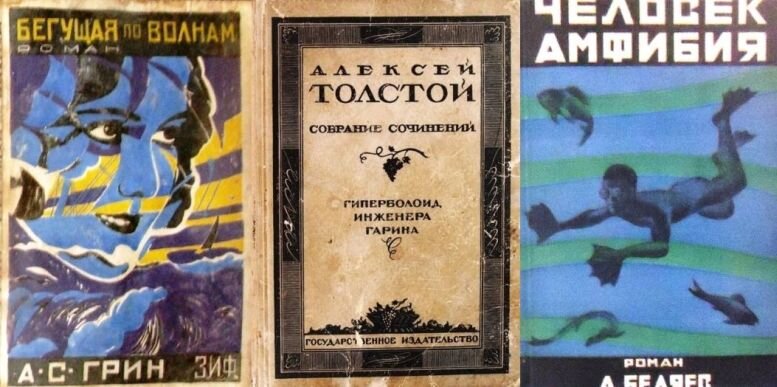 БЕГУЩАЯ ПО ВОЛНАМ
РОМАН
А·С·ГРИН ЗИФ
АЛЕКСЕЙ
ТОЛСТОЙ
СОБРАНИЕ СОЧИНЕНИЙ
ГИПЕРБОЛОИД
ИНЖЕНЕРА
ГАРИНА
ГОСУДАРСТВЕННОЕ ИЗДАТЕЛЬСТВО
ЧЕЛОВЕК
АМФИБИЯ
РОМАН
А. БЕЛЯЕВ